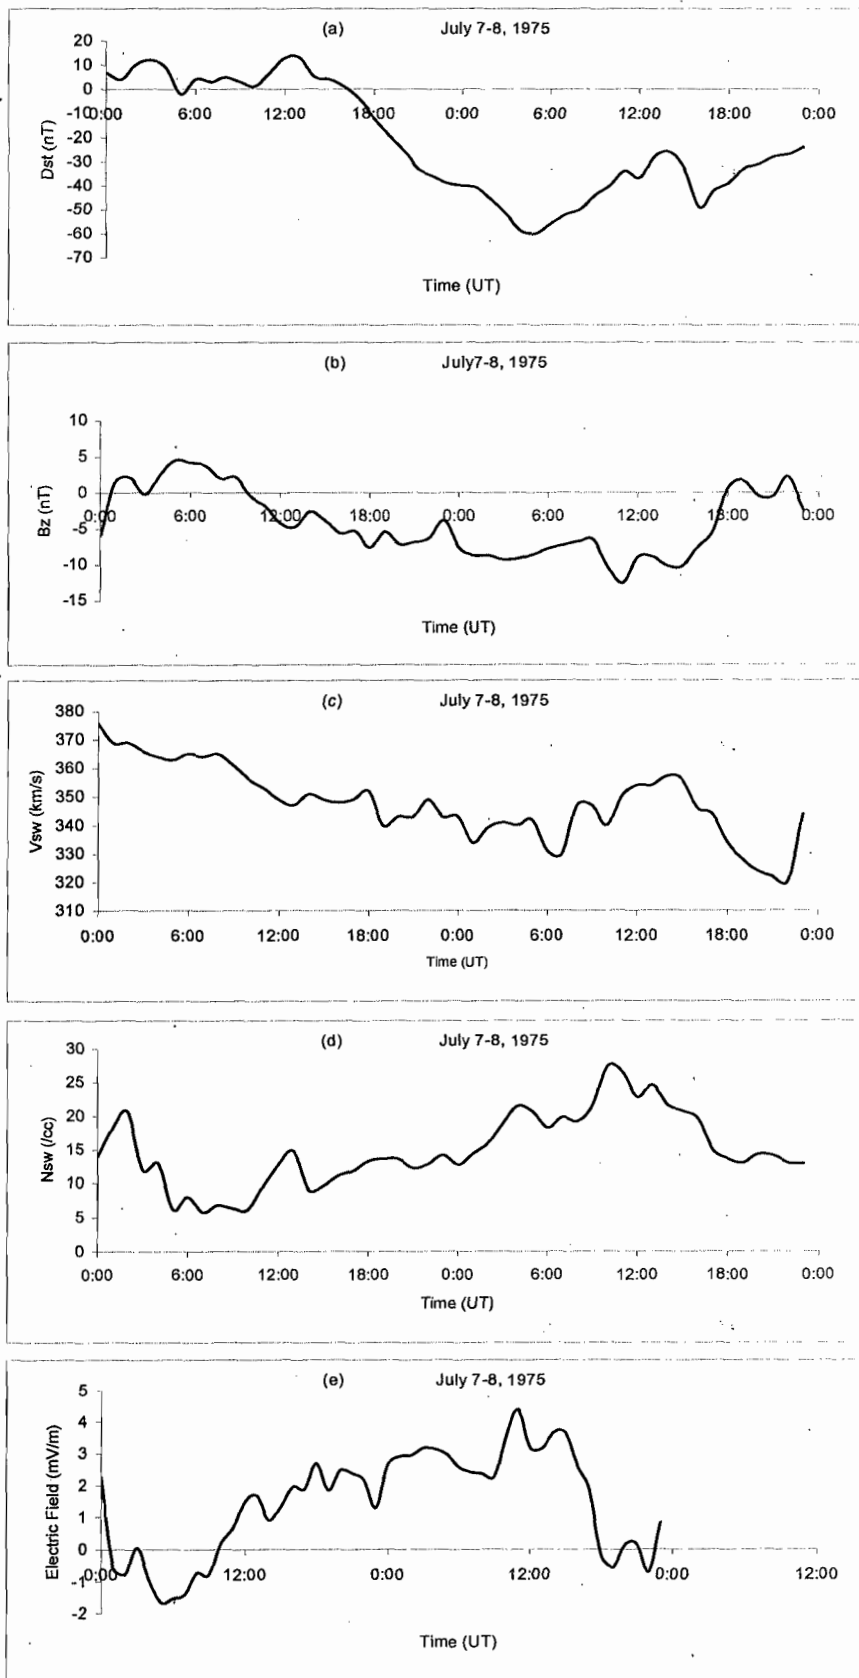 (a) July 7-8, 1975
20
10
0
-10
-20
-30
-40
-50
-60
-70
Dst (nT)
0:00 6:00 12:00 18:00 0:00 6:00 12:00 18:00 0:00
Time (UT)
(b) July7-8, 1975
10
5
0
-5
-10
-15
Bz (nT)
0:00 6:00 12:00 18:00 0:00 6:00 12:00 18:00 0:00
Time (UT)
(c) July 7-8, 1975
380
370
360
350
340
330
320
310
Vsw (km/s)
0:00 6:00 12:00 18:00 0:00 6:00 12:00 18:00 0:00
Time (UT)
(d) July 7-8, 1975
30
25
20
15
10
5
0
Nsw (/cc)
0:00 6:00 12:00 18:00 0:00 6:00 12:00 18:00 0:00
Time (UT)
(e) July 7-8, 1975
5
4
3
2
1
0
-1
-2
Electric Field (mV/m)
0:00 12:00 0:00 12:00 0:00 12:00
Time (UT)